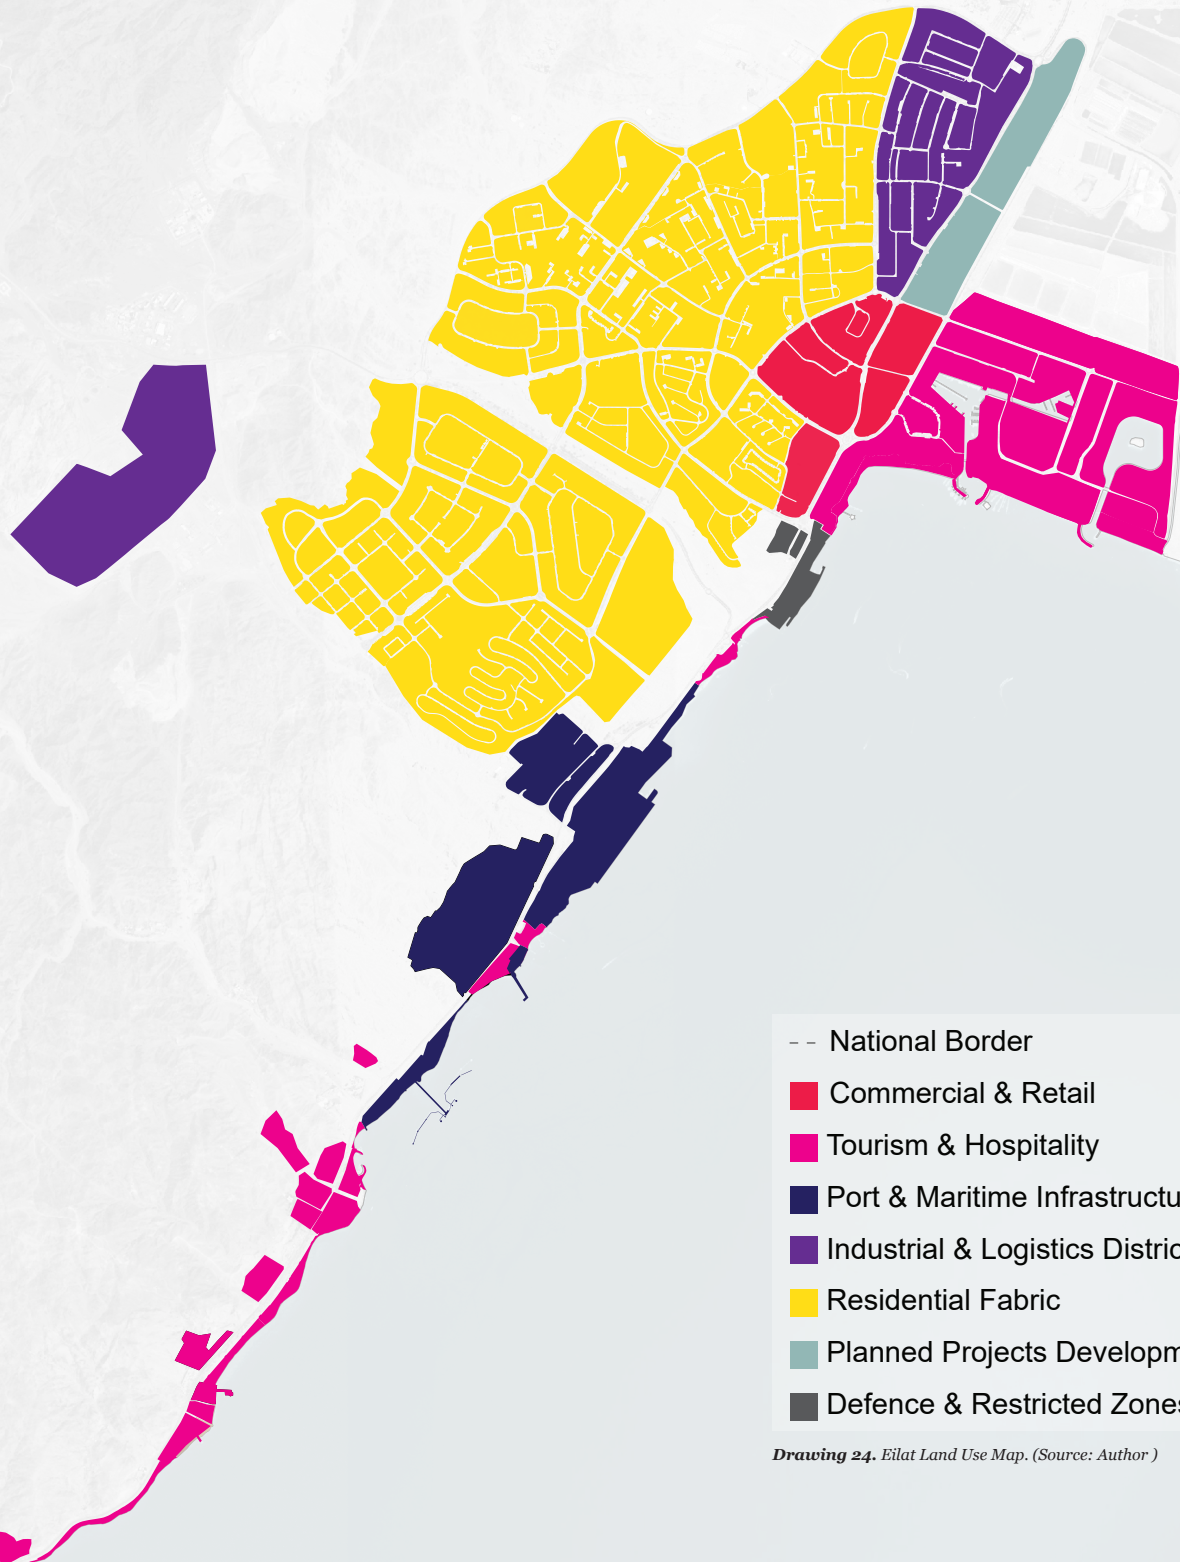 National Border
Commercial & Retail
Tourism & Hospitality
Port & Maritime Infrastructu
Industrial & Logistics Distric
Residential Fabric
Planned Projects Developm
Defence & Restricted Zones
Drawing 24. Eilat Land Use Map. (Source: Author )